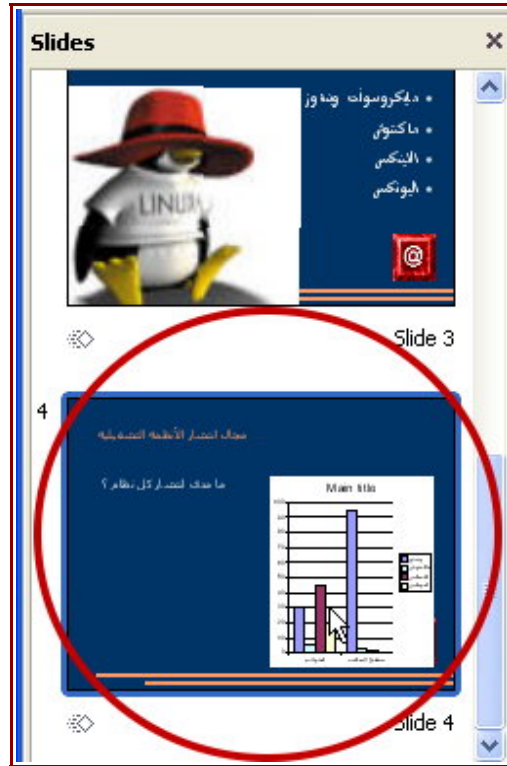 Slides
• مايكروسوفت وندوز
• ماكنتوش
• اللينكس
• اليونكس
LINUX
@
Slide 3
4
مجال انتشار الأنظمة التشغيلية
ما مدى انتشار كل نظام ؟
Main title
Slide 4